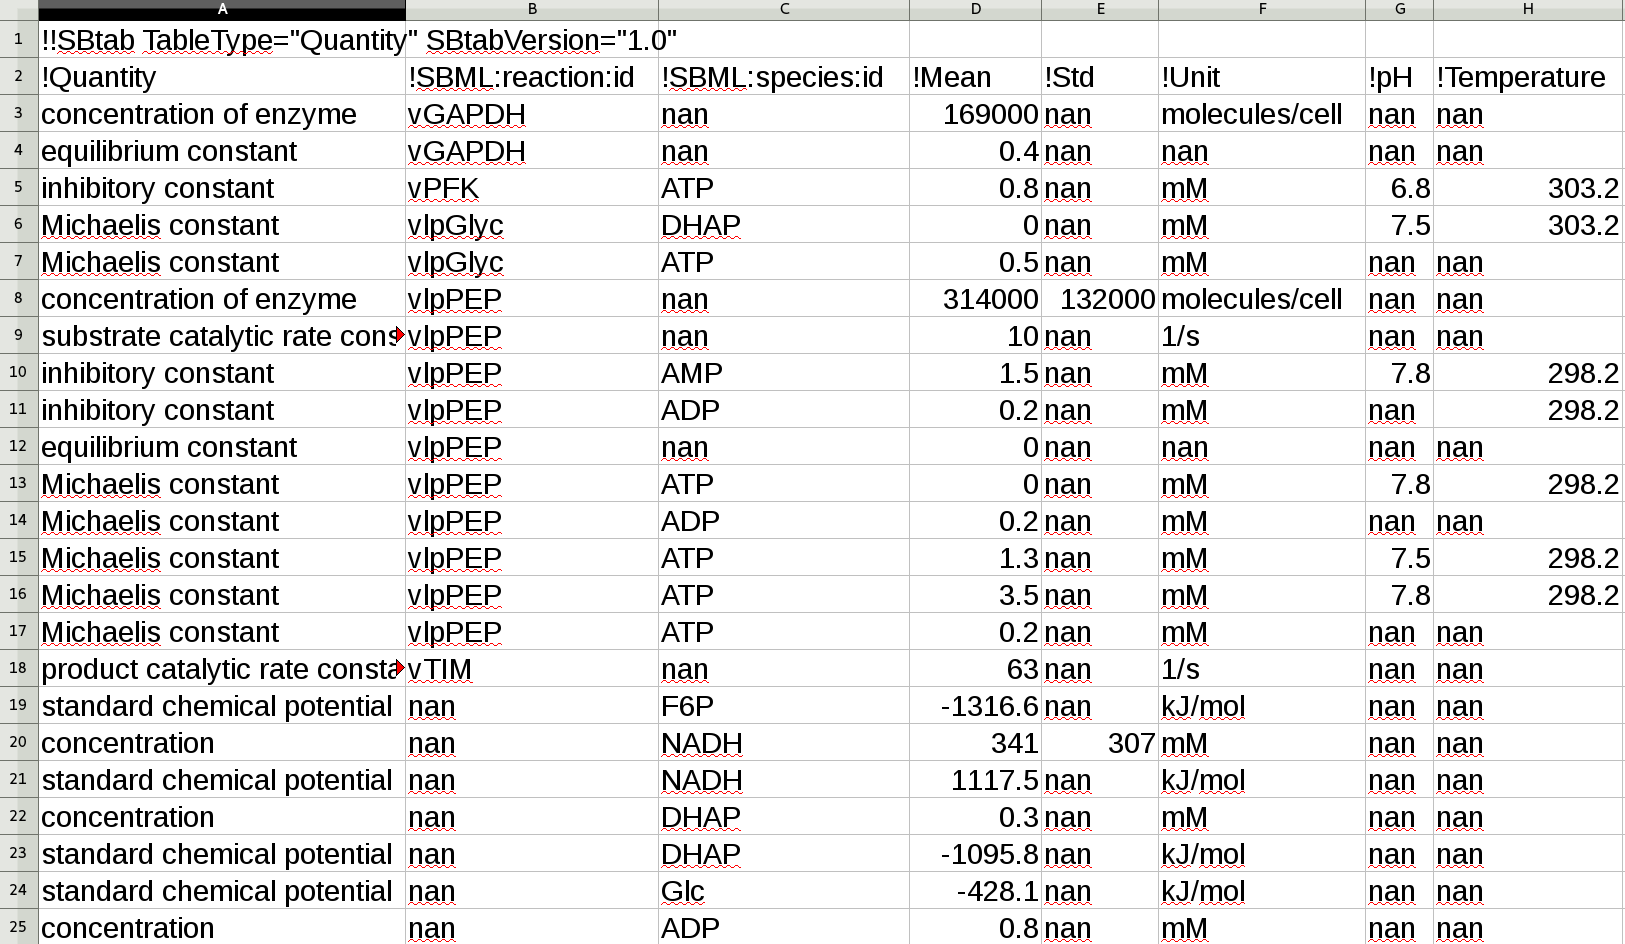 A B C D E F G H
1 !!SBtab TableType="Quantity" SBtabVersion="1.0"
2 !Quantity !SBML:reaction:id !SBML:species:id !Mean !Std !Unit !pH !Temperature
3 concentration of enzyme vGAPDH nan 169000 nan molecules/cell nan nan
4 equilibrium constant vGAPDH nan 0.4 nan nan nan nan
5 inhibitory constant vPFK ATP 0.8 nan mM 6.8 303.2
6 Michaelis constant vlpGlyc DHAP 0 nan mM 7.5 303.2
7 Michaelis constant vlpGlyc ATP 0.5 nan mM nan nan
8 concentration of enzyme vlpPEP nan 314000 132000 molecules/cell nan nan
9 substrate catalytic rate cons vlpPEP nan 10 nan 1/s nan nan
10 inhibitory constant vlpPEP AMP 1.5 nan mM 7.8 298.2
11 inhibitory constant vlpPEP ADP 0.2 nan mM nan 298.2
12 equilibrium constant vlpPEP nan 0 nan nan nan nan
13 Michaelis constant vlpPEP ATP 0 nan mM 7.8 298.2
14 Michaelis constant vlpPEP ADP 0.2 nan mM nan nan
15 Michaelis constant vlpPEP ATP 1.3 nan mM 7.5 298.2
16 Michaelis constant vlpPEP ATP 3.5 nan mM 7.8 298.2
17 Michaelis constant vlpPEP ATP 0.2 nan mM nan nan
18 product catalytic rate consta vTIM nan 63 nan 1/s nan nan
19 standard chemical potential nan F6P -1316.6 nan kJ/mol nan nan
20 concentration nan NADH 341 307 mM nan nan
21 standard chemical potential nan NADH 1117.5 nan kJ/mol nan nan
22 concentration nan DHAP 0.3 nan mM nan nan
23 standard chemical potential nan DHAP -1095.8 nan kJ/mol nan nan
24 standard chemical potential nan Glc -428.1 nan kJ/mol nan nan
25 concentration nan ADP 0.8 nan mM nan nan